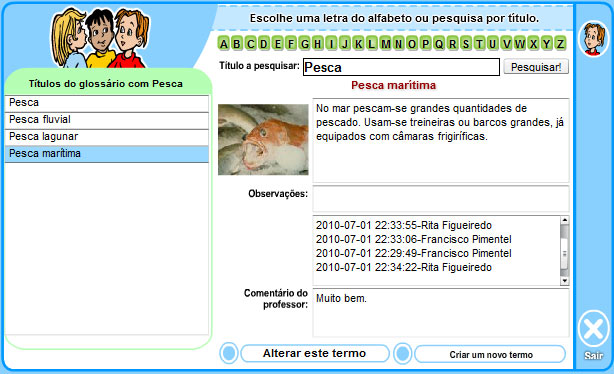 Escolhe uma letra do alfabeto ou pesquisa por título.
A B C D E F G H I J K L M N O P Q R S T U V W X Y Z
Título a pesquisar: Pesca Pesquisar!
Títulos do glossário com Pesca
Pesca
Pesca fluvial
Pesca lagunar
Pesca marítima
Pesca marítima
No mar pescam-se grandes quantidades de
pescado. Usam-se treineiras ou barcos grandes, já
equipados com câmaras frigiríficas.
Observações:
2010-07-01 22:33:55-Rita Figueiredo
2010-07-01 22:33:06-Francisco Pimentel
2010-07-01 22:29:49-Francisco Pimentel
2010-07-01 22:34:22-Rita Figueiredo
Comentário do
professor:
Muito bem.
Alterar este termo
Criar um novo termo
Sair